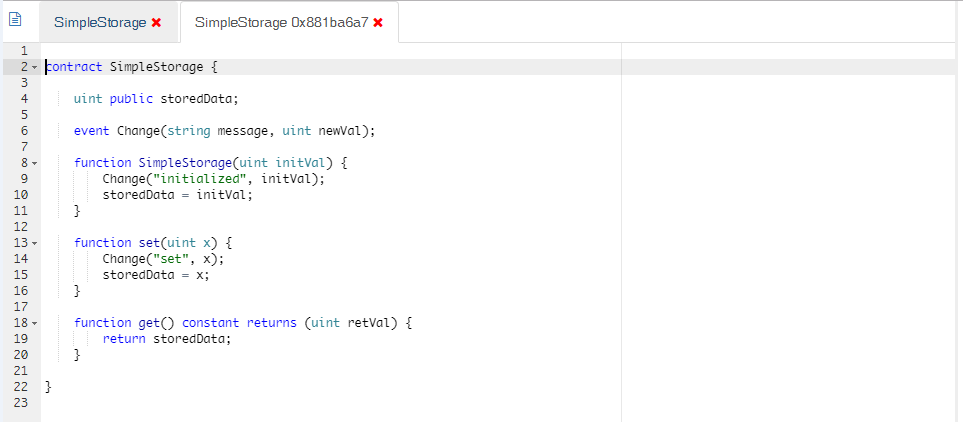 SimpleStorage SimpleStorage 0x881ba6a7
1
2 contract SimpleStorage {
3
4     uint public storedData;
5
6     event Change(string message, uint newVal);
7
8     function SimpleStorage(uint initVal) {
9         Change("initialized", initVal);
10         storedData = initVal;
11     }
12
13     function set(uint x) {
14         Change("set", x);
15         storedData = x;
16     }
17
18     function get() constant returns (uint retVal) {
19         return storedData;
20     }
21
22 }
23